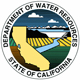 DEPARTMENT OF WATER RESOURCES
STATE OF CALIFORNIA